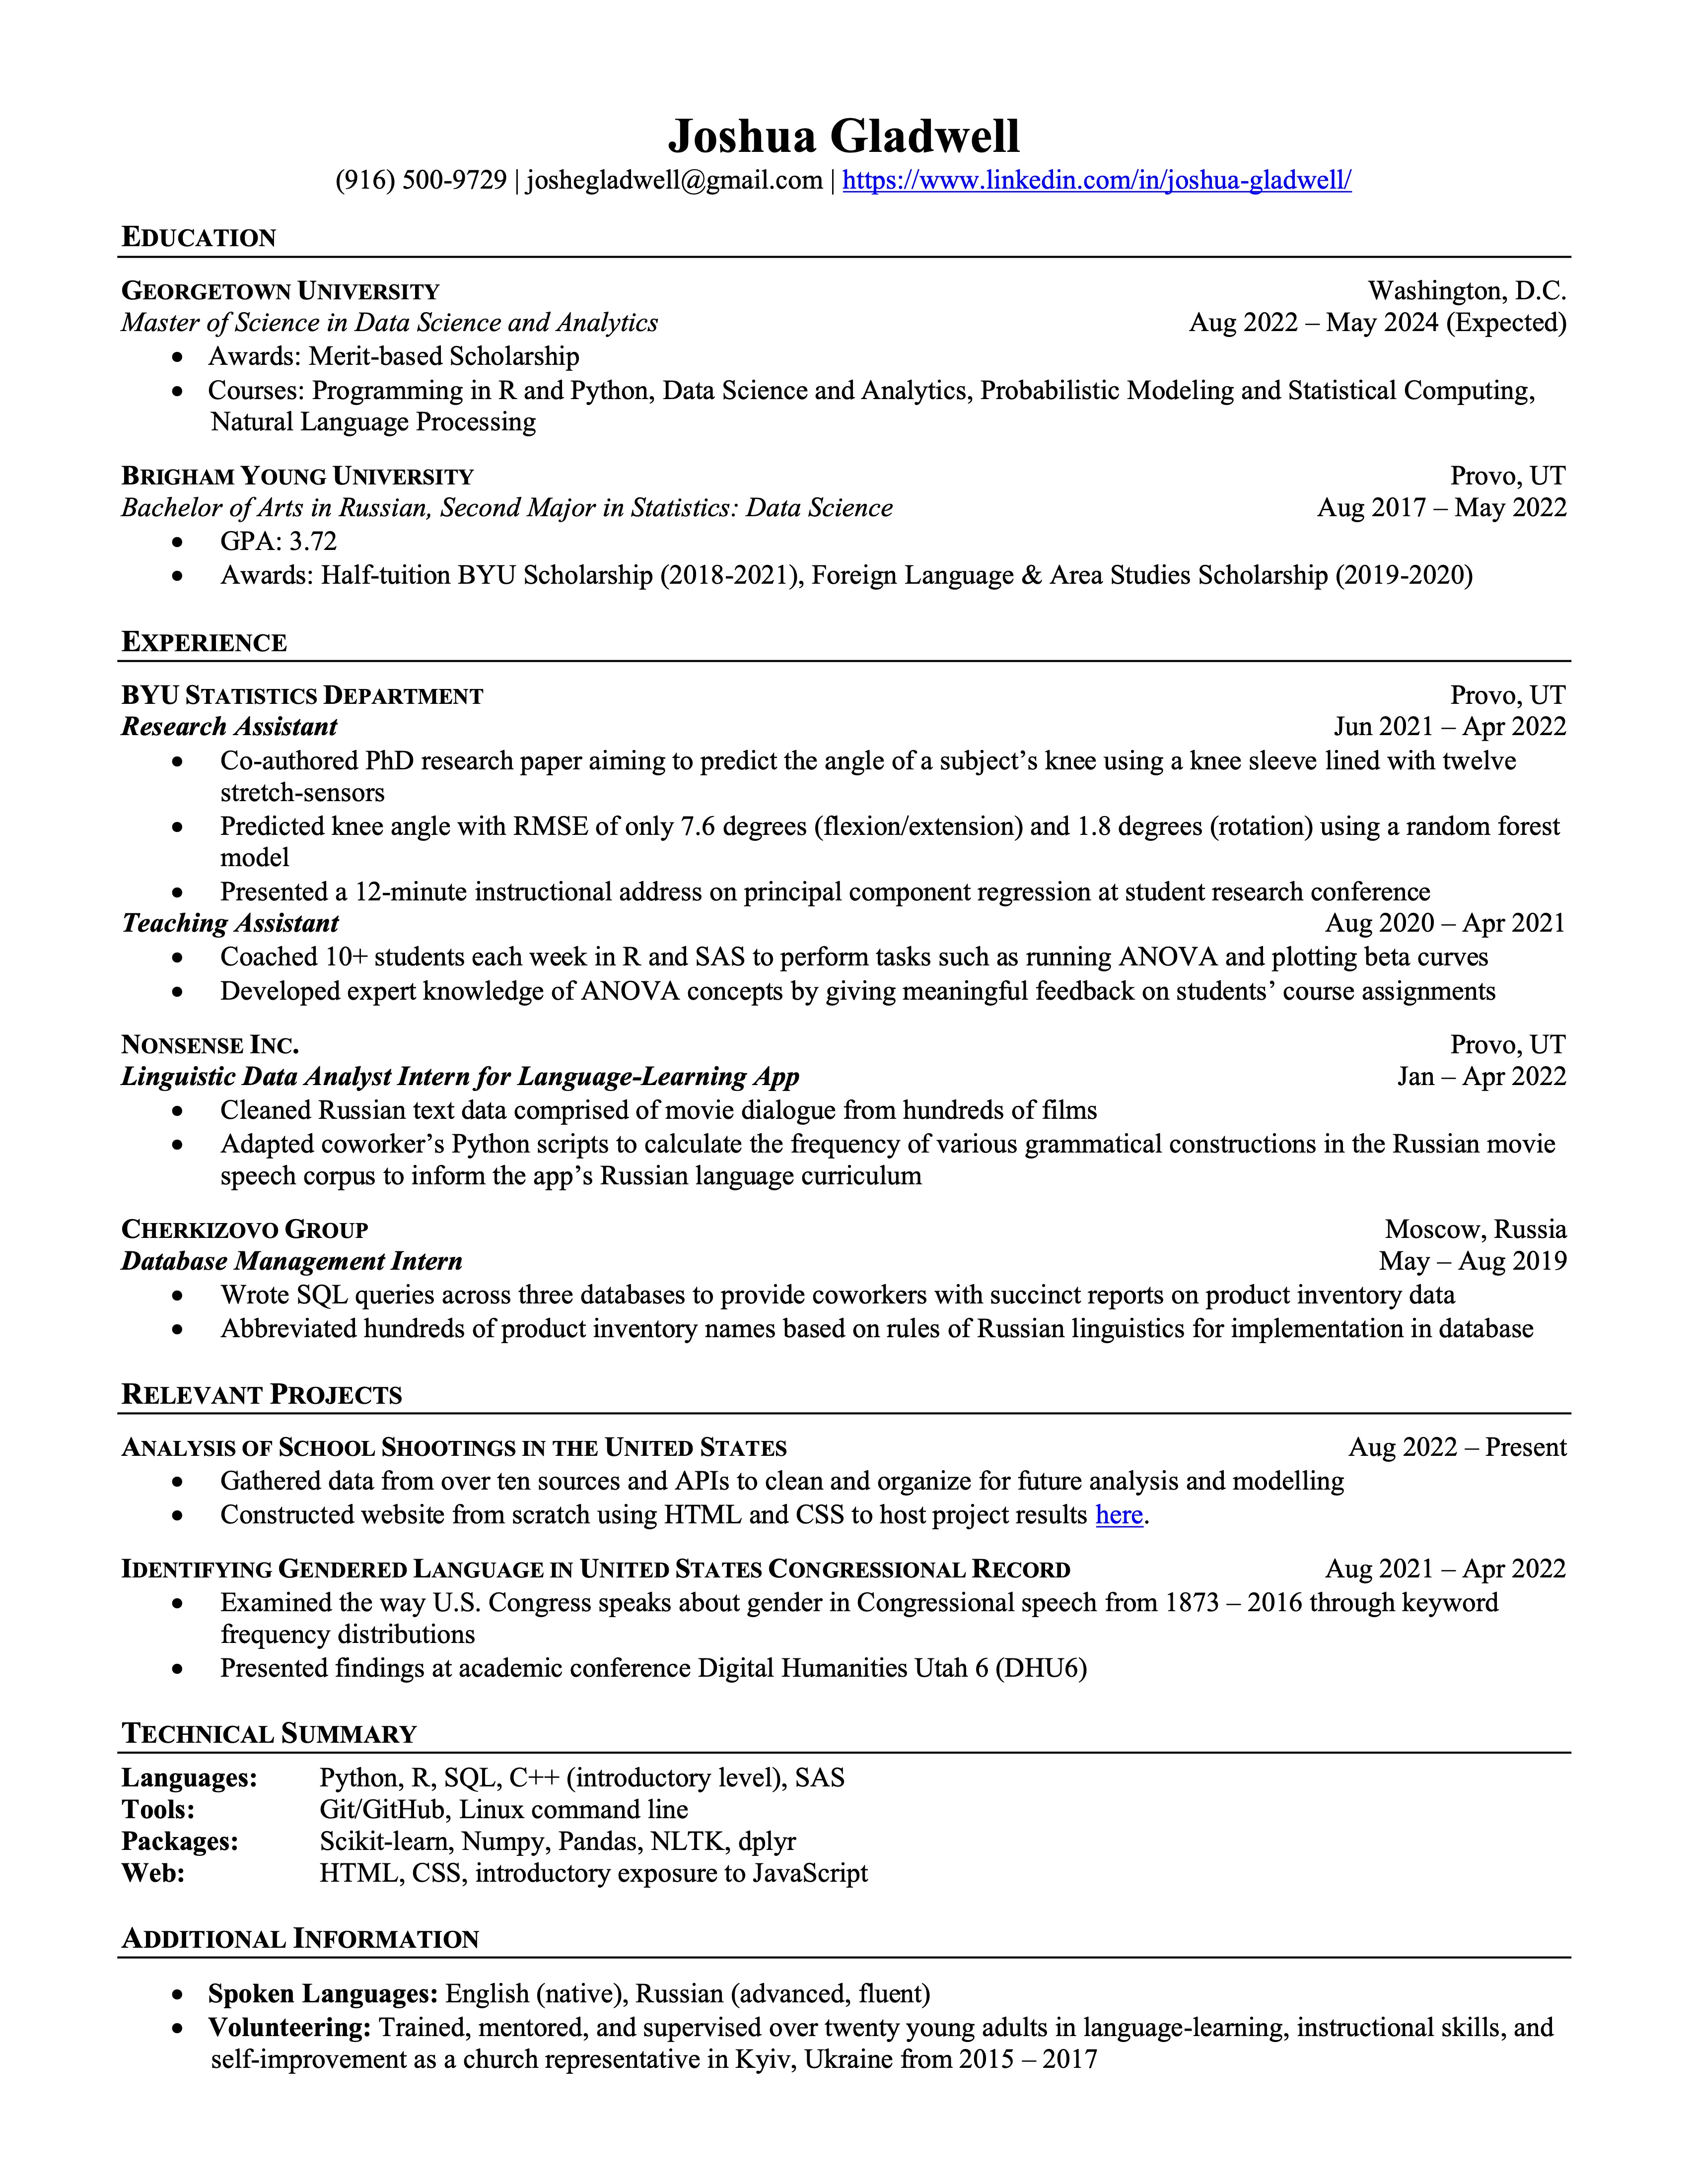 Joshua Gladwell
(916) 500-9729 | joshegladwell@gmail.com | https://www.linkedin.com/in/joshua-gladwell/
EDUCATION
GEORGETOWN UNIVERSITY Washington, D.C.
Master of Science in Data Science and Analytics Aug 2022 – May 2024 (Expected)
• Awards: Merit-based Scholarship
• Courses: Programming in R and Python, Data Science and Analytics, Probabilistic Modeling and Statistical Computing,
Natural Language Processing
BRIGHAM YOUNG UNIVERSITY Provo, UT
Bachelor of Arts in Russian, Second Major in Statistics: Data Science Aug 2017 – May 2022
• GPA: 3.72
• Awards: Half-tuition BYU Scholarship (2018-2021), Foreign Language & Area Studies Scholarship (2019-2020)
EXPERIENCE
BYU STATISTICS DEPARTMENT Provo, UT
Research Assistant Jun 2021 – Apr 2022
• Co-authored PhD research paper aiming to predict the angle of a subject’s knee using a knee sleeve lined with twelve
stretch-sensors
• Predicted knee angle with RMSE of only 7.6 degrees (flexion/extension) and 1.8 degrees (rotation) using a random forest
model
• Presented a 12-minute instructional address on principal component regression at student research conference
Teaching Assistant Aug 2020 – Apr 2021
• Coached 10+ students each week in R and SAS to perform tasks such as running ANOVA and plotting beta curves
• Developed expert knowledge of ANOVA concepts by giving meaningful feedback on students’ course assignments
NONSENSE INC. Provo, UT
Linguistic Data Analyst Intern for Language-Learning App Jan – Apr 2022
• Cleaned Russian text data comprised of movie dialogue from hundreds of films
• Adapted coworker’s Python scripts to calculate the frequency of various grammatical constructions in the Russian movie
speech corpus to inform the app’s Russian language curriculum
CHERKIZOVO GROUP Moscow, Russia
Database Management Intern May – Aug 2019
• Wrote SQL queries across three databases to provide coworkers with succinct reports on product inventory data
• Abbreviated hundreds of product inventory names based on rules of Russian linguistics for implementation in database
RELEVANT PROJECTS
ANALYSIS OF SCHOOL SHOOTINGS IN THE UNITED STATES Aug 2022 – Present
• Gathered data from over ten sources and APIs to clean and organize for future analysis and modelling
• Constructed website from scratch using HTML and CSS to host project results here.
IDENTIFYING GENDERED LANGUAGE IN UNITED STATES CONGRESSIONAL RECORD Aug 2021 – Apr 2022
• Examined the way U.S. Congress speaks about gender in Congressional speech from 1873 – 2016 through keyword
frequency distributions
• Presented findings at academic conference Digital Humanities Utah 6 (DHU6)
TECHNICAL SUMMARY
Languages: Python, R, SQL, C++ (introductory level), SAS
Tools: Git/GitHub, Linux command line
Packages: Scikit-learn, Numpy, Pandas, NLTK, dplyr
Web: HTML, CSS, introductory exposure to JavaScript
ADDITIONAL INFORMATION
• Spoken Languages: English (native), Russian (advanced, fluent)
• Volunteering: Trained, mentored, and supervised over twenty young adults in language-learning, instructional skills, and
self-improvement as a church representative in Kyiv, Ukraine from 2015 – 2017